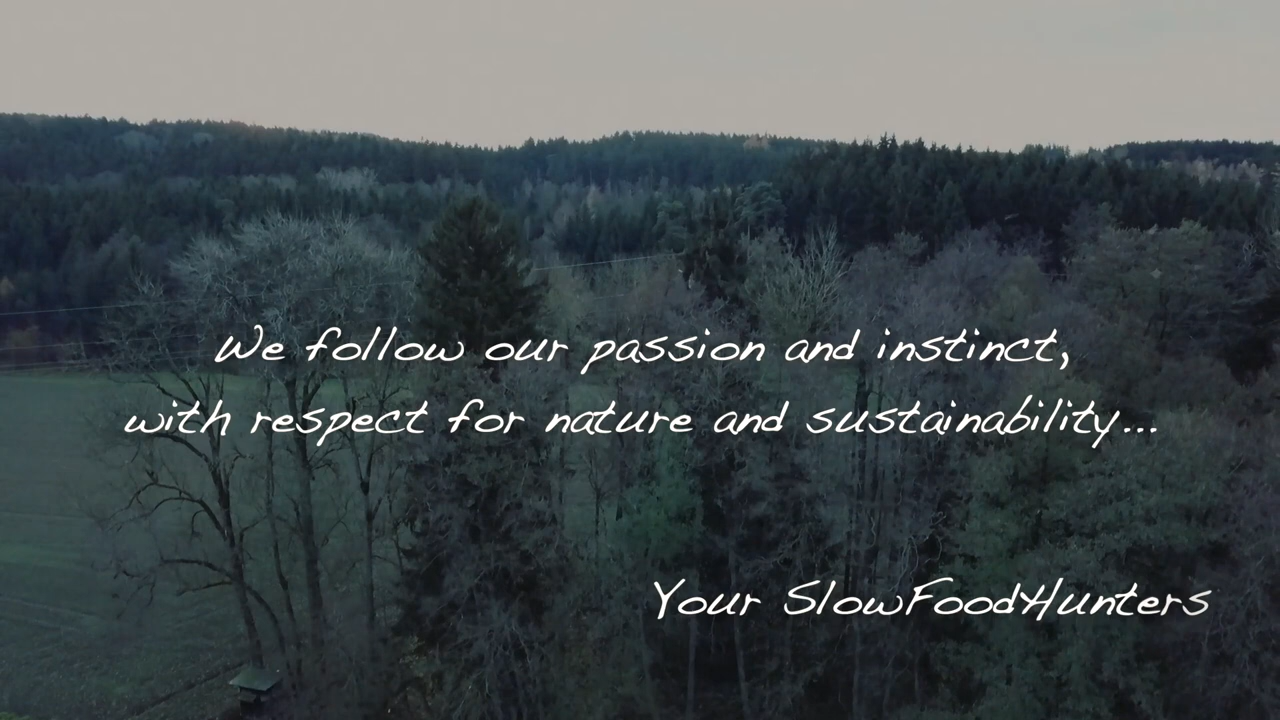 We follow our passion and instinct,
with respect for nature and sustainability...
Your SlowFoodHunters